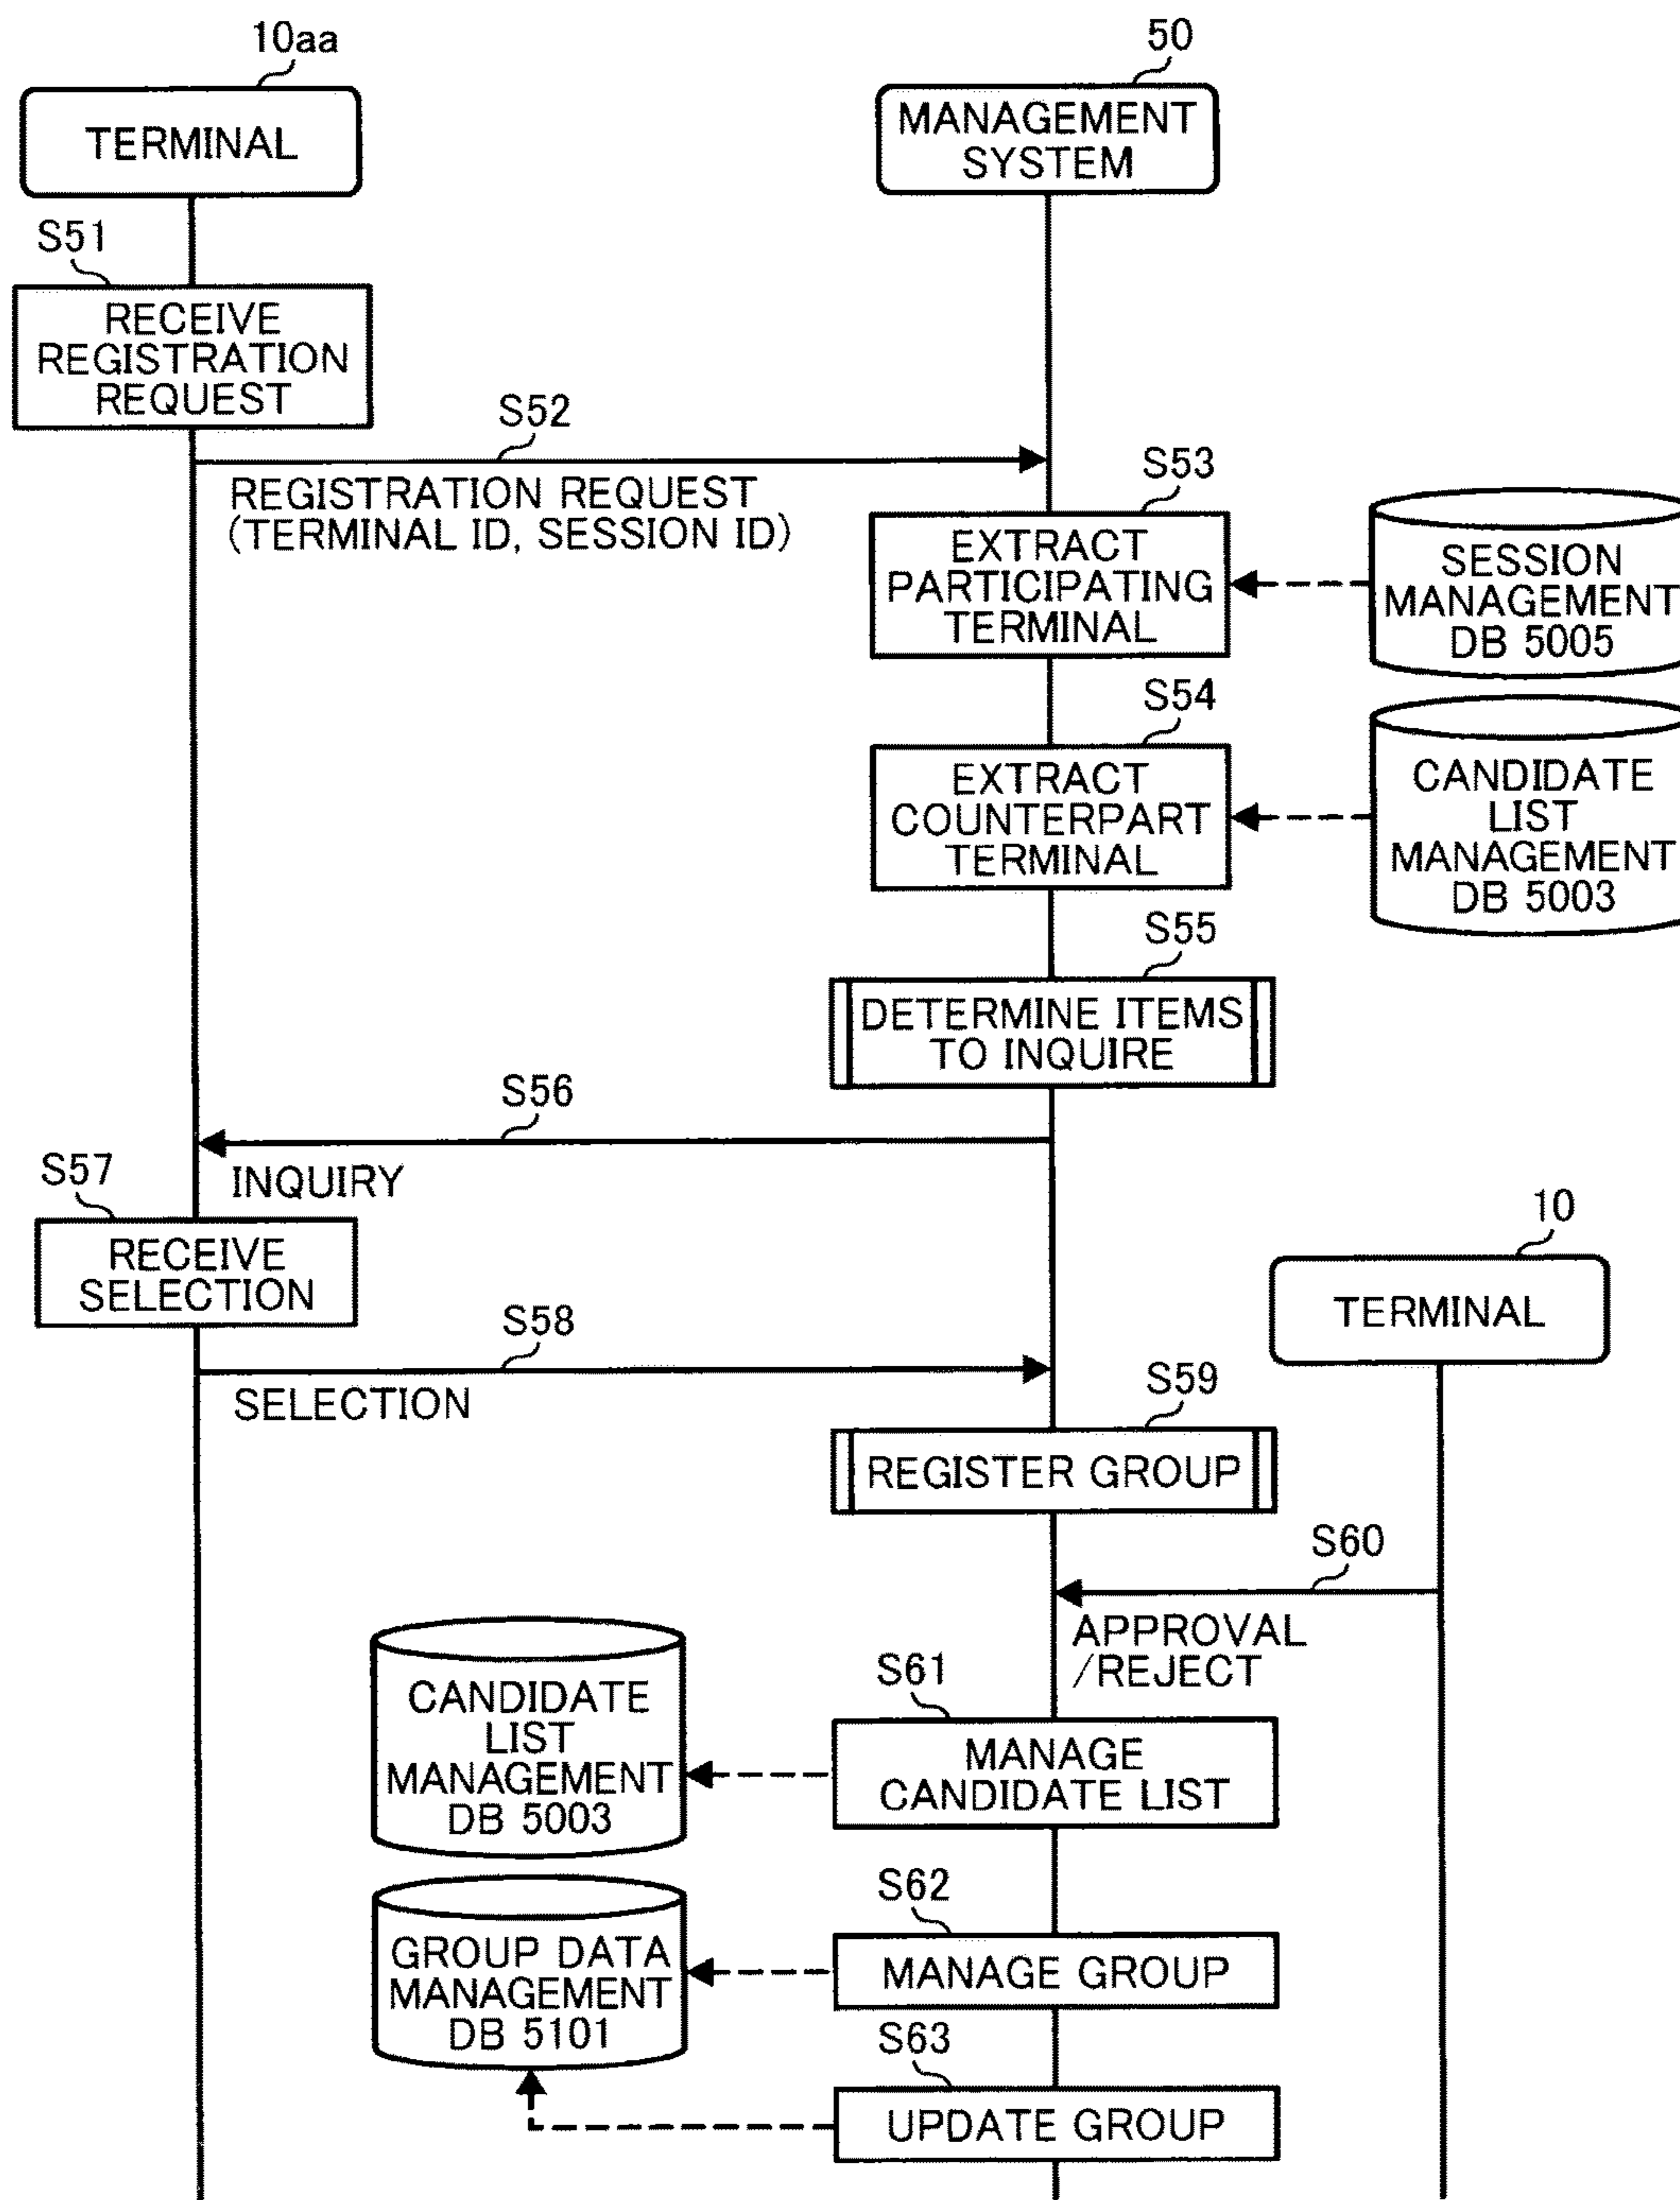 10aa
50
TERMINAL
MANAGEMENT
SYSTEM
S51
RECEIVE
REGISTRATION
REQUEST
S52
REGISTRATION REQUEST
(TERMINAL ID, SESSION ID)
S53
EXTRACT
PARTICIPATING
TERMINAL
SESSION
MANAGEMENT
DB 5005
S54
EXTRACT
COUNTERPART
TERMINAL
CANDIDATE
LIST
MANAGEMENT
DB 5003
S55
DETERMINE ITEMS
TO INQUIRE
S56
INQUIRY
S57
RECEIVE
SELECTION
10
TERMINAL
S58
SELECTION
S59
REGISTER GROUP
S60
APPROVAL
/REJECT
S61
MANAGE
CANDIDATE LIST
CANDIDATE
LIST
MANAGEMENT
DB 5003
S62
MANAGE GROUP
GROUP DATA
MANAGEMENT
DB 5101
S63
UPDATE GROUP